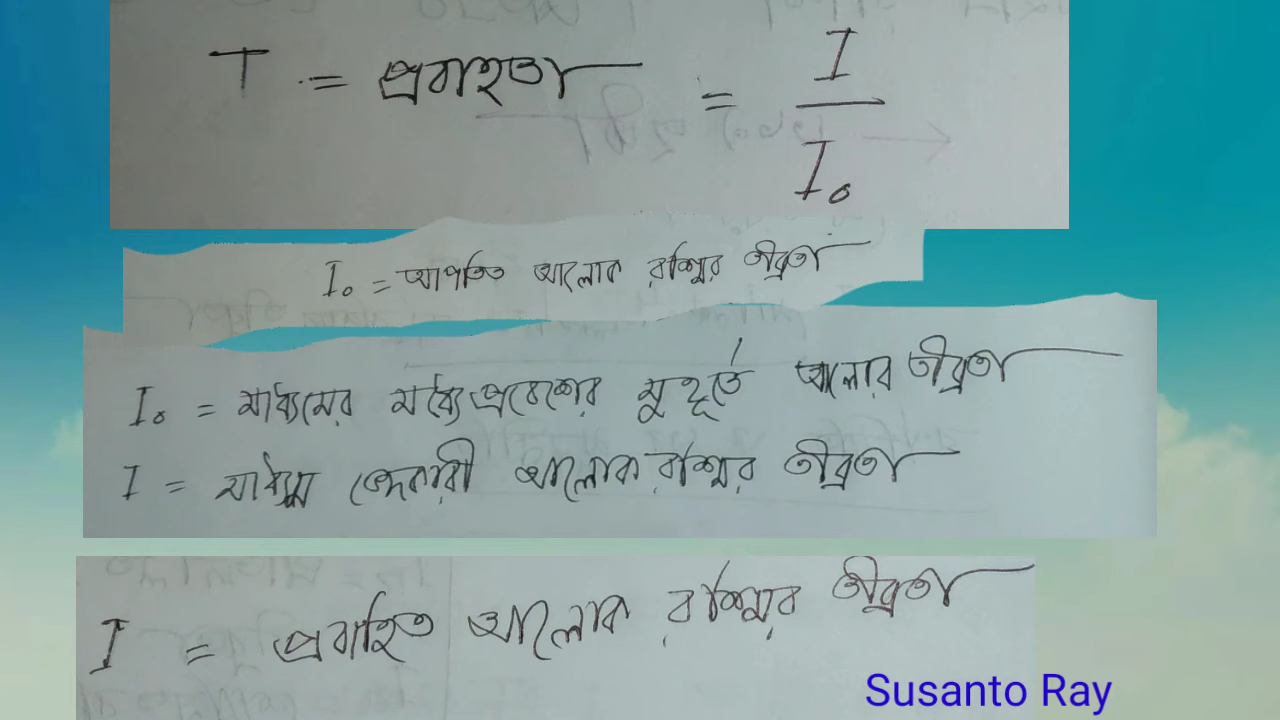 T = প্রবাহতা = I / I₀
I₀ = আপতিত আলোক রশ্মির তীব্রতা
I₀ = মাধ্যমের মধ্যে প্রবেশের মুহূর্তে আলোর তীব্রতা
I = মাধ্যম ভেদকারী আলোক রশ্মির তীব্রতা
I = প্রবাহিত আলোক রশ্মির তীব্রতা
Susanto Ray